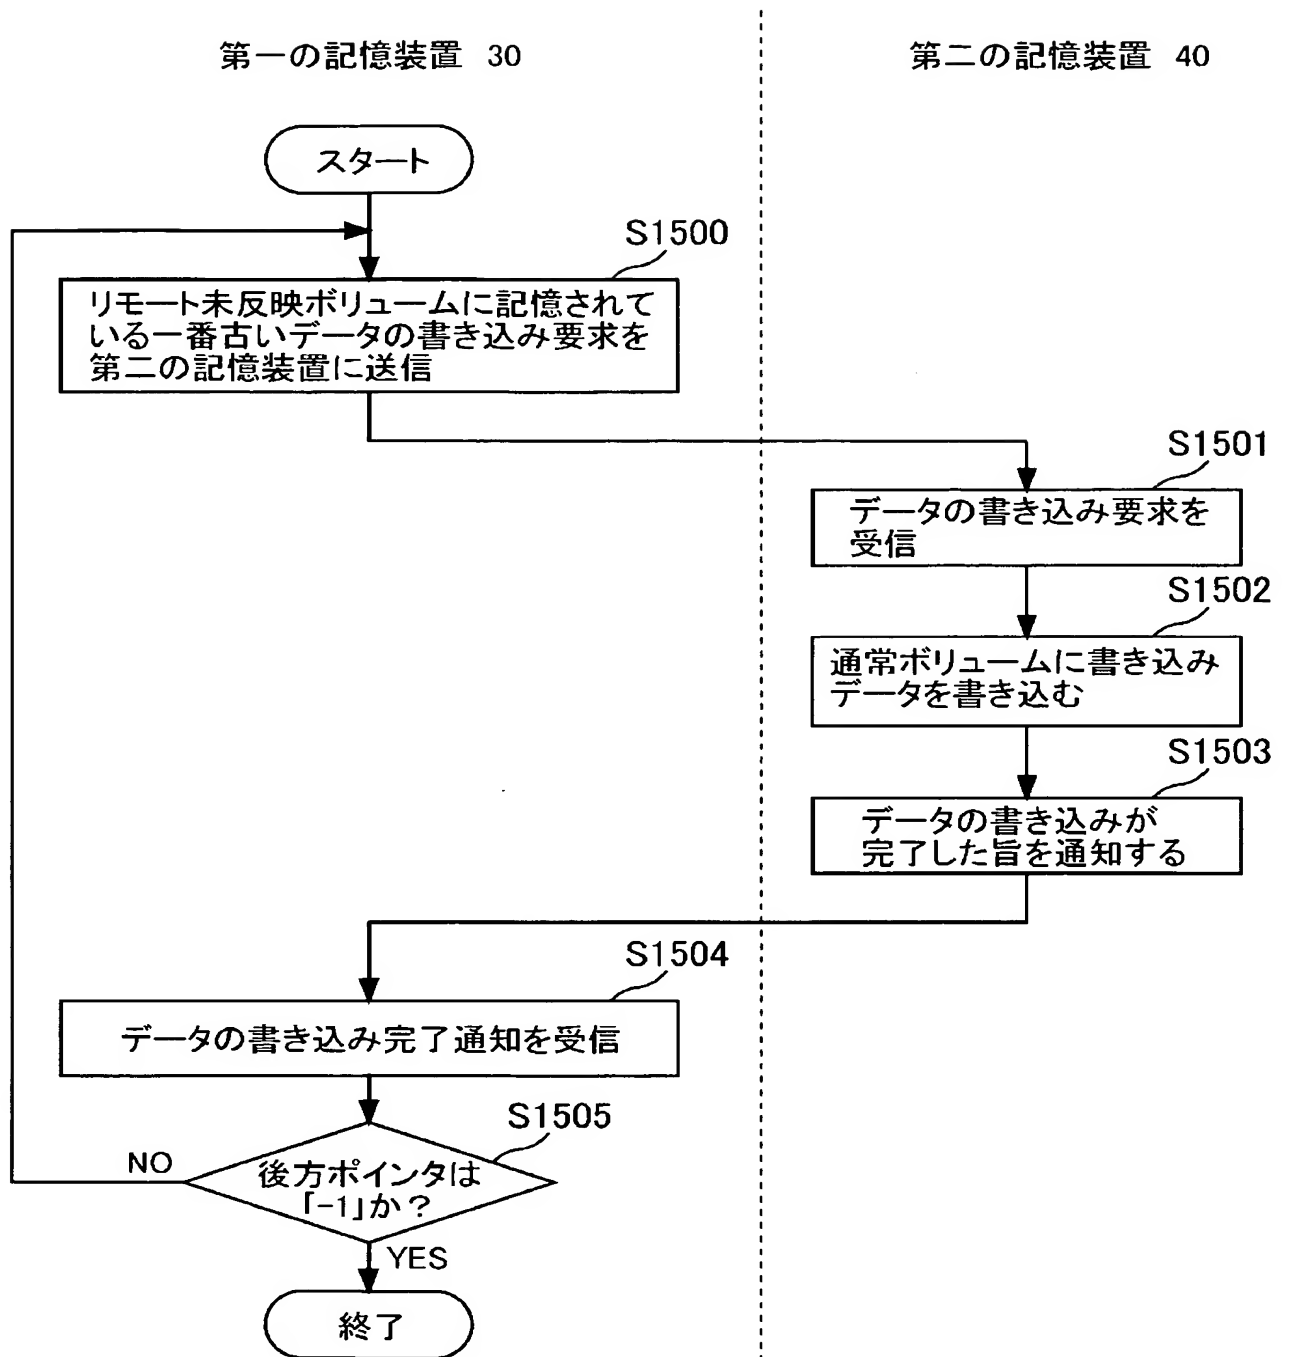 第一の記憶装置 30
第二の記憶装置 40
スタート
S1500
リモート未反映ボリュームに記憶されて
いる一番古いデータの書き込み要求を
第二の記憶装置に送信
S1501
データの書き込み要求を
受信
S1502
通常ボリュームに書き込み
データを書き込む
S1503
データの書き込みが
完了した旨を通知する
S1504
データの書き込み完了通知を受信
S1505
後方ポインタは
「-1」か？
NO
YES
終了